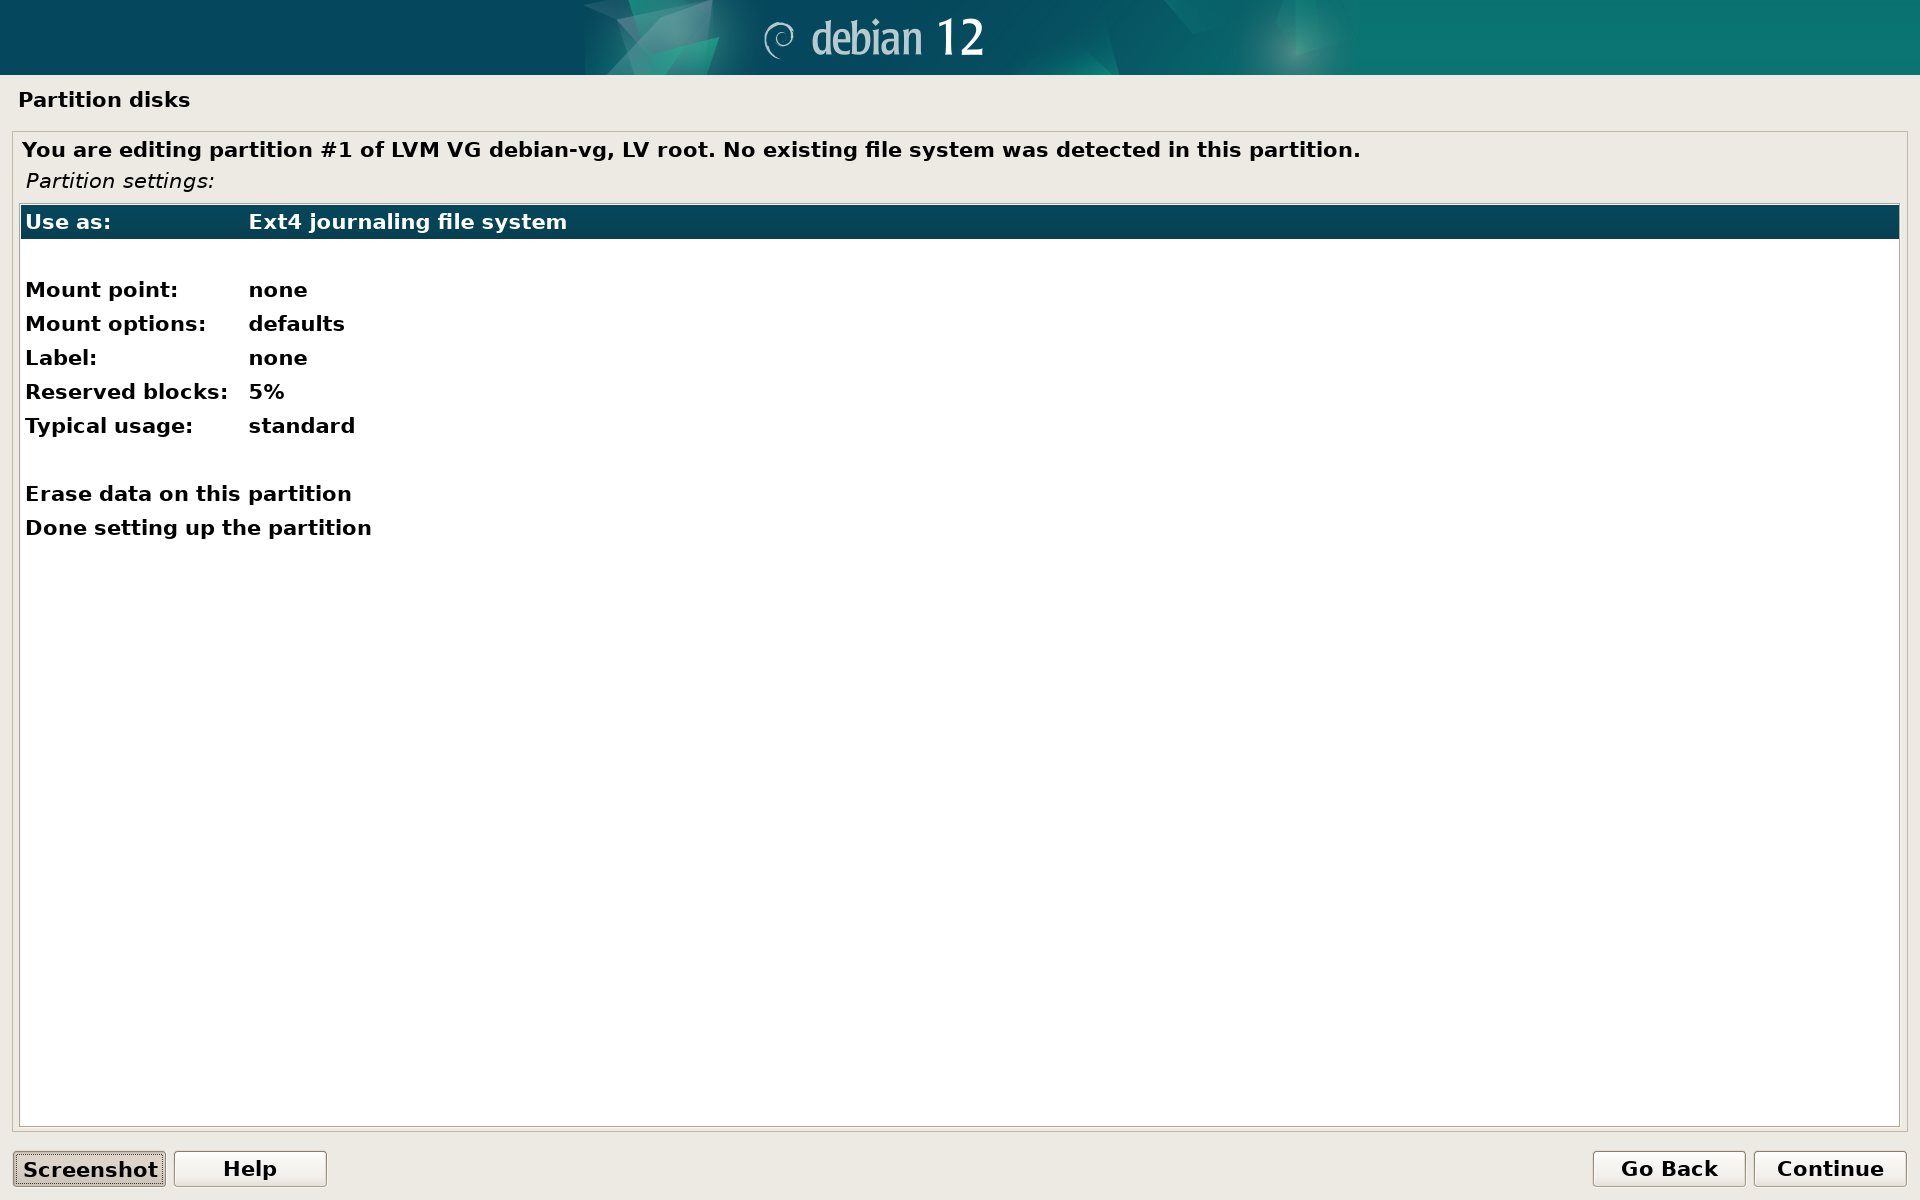 debian 12
Partition disks
You are editing partition #1 of LVM VG debian-vg, LV root. No existing file system was detected in this partition.
Partition settings:
Use as: Ext4 journaling file system
Mount point: none
Mount options: defaults
Label: none
Reserved blocks: 5%
Typical usage: standard
Erase data on this partition
Done setting up the partition
Screenshot Help Go Back Continue